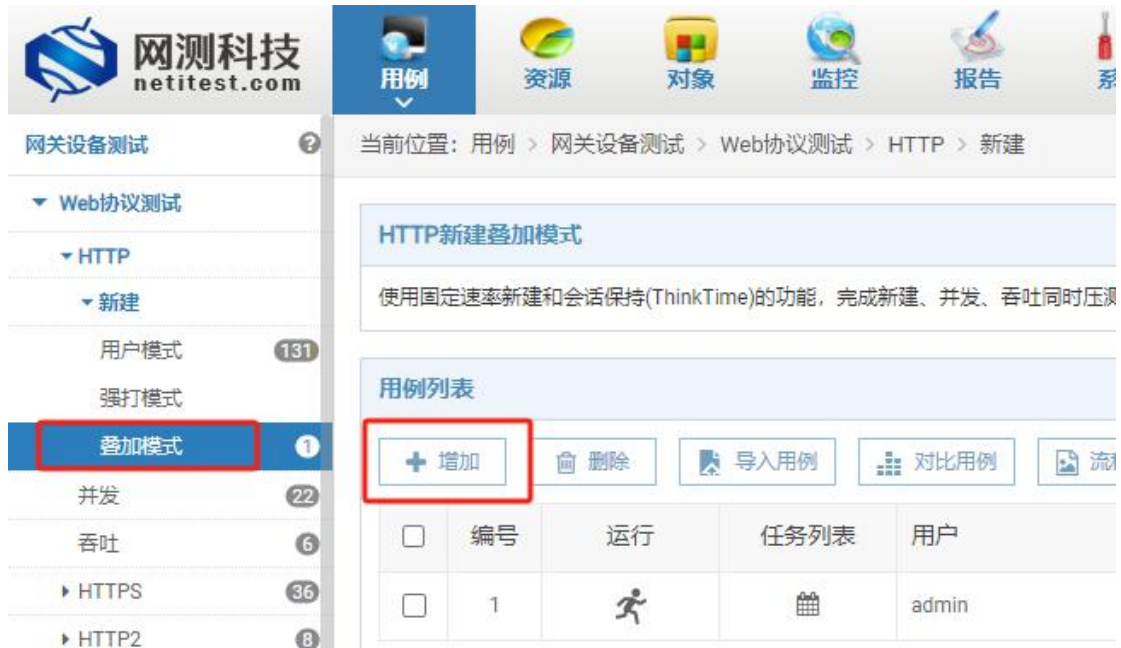 网测科技
netitest.com
用例
资源
对象
监控
报告
网关设备测试
当前位置：用例 > 网关设备测试 > Web协议测试 > HTTP > 新建
Web协议测试
HTTP
新建
用户模式 131
强打模式
叠加模式 1
并发 22
吞吐 6
HTTPS 36
HTTP2 8
HTTP新建叠加模式
使用固定速率新建和会话保持(ThinkTime)的功能，完成新建、并发、吞吐同时压测
用例列表
增加 删除 导入用例 对比用例
编号 运行 任务列表 用户
1 admin